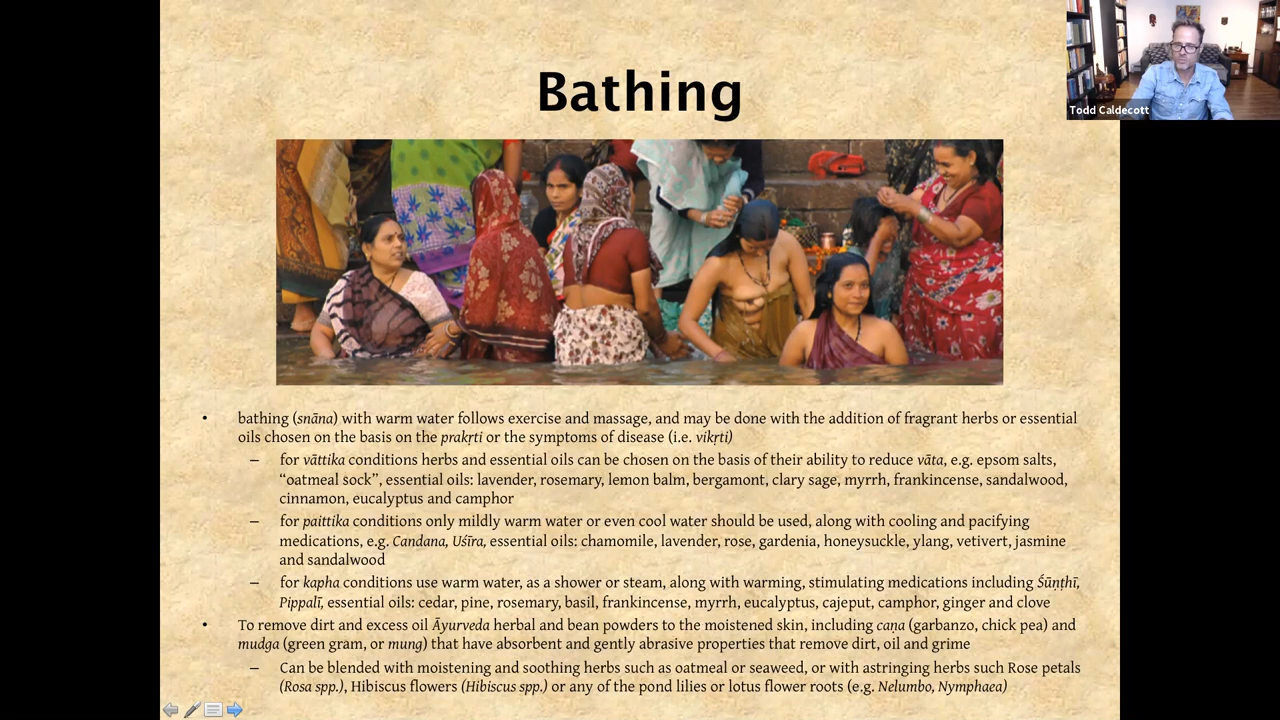 Bathing
Todd Caldecott
• bathing (snāna) with warm water follows exercise and massage, and may be done with the addition of fragrant herbs or essential
oils chosen on the basis on the prakṛti or the symptoms of disease (i.e. vikṛti)
– for vāttika conditions herbs and essential oils can be chosen on the basis of their ability to reduce vāta, e.g. epsom salts,
“oatmeal sock”, essential oils: lavender, rosemary, lemon balm, bergamont, clary sage, myrrh, frankincense, sandalwood,
cinnamon, eucalyptus and camphor
– for paittika conditions only mildly warm water or even cool water should be used, along with cooling and pacifying
medications, e.g. Candana, Uśīra, essential oils: chamomile, lavender, rose, gardenia, honeysuckle, ylang, vetivert, jasmine
and sandalwood
– for kapha conditions use warm water, as a shower or steam, along with warming, stimulating medications including Śūṇṭhī,
Pippalī, essential oils: cedar, pine, rosemary, basil, frankincense, myrrh, eucalyptus, cajeput, camphor, ginger and clove
• To remove dirt and excess oil Āyurveda herbal and bean powders to the moistened skin, including caṇa (garbanzo, chick pea) and
mudga (green gram, or mung) that have absorbent and gently abrasive properties that remove dirt, oil and grime
– Can be blended with moistening and soothing herbs such as oatmeal or seaweed, or with astringing herbs such Rose petals
(Rosa spp.), Hibiscus flowers (Hibiscus spp.) or any of the pond lilies or lotus flower roots (e.g. Nelumbo, Nymphaea)